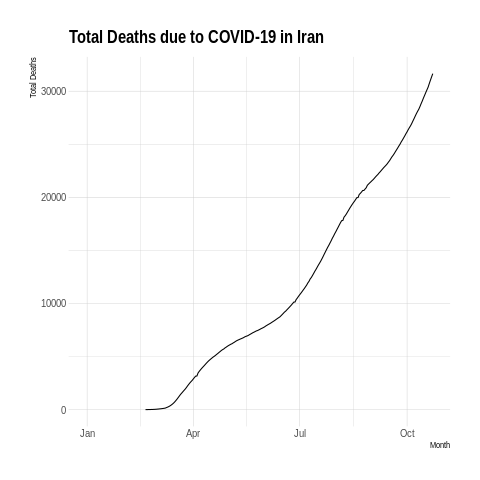 Total Deaths due to COVID-19 in Iran
Total Deaths
30000
20000
10000
0
Jan Apr Jul Oct
Month